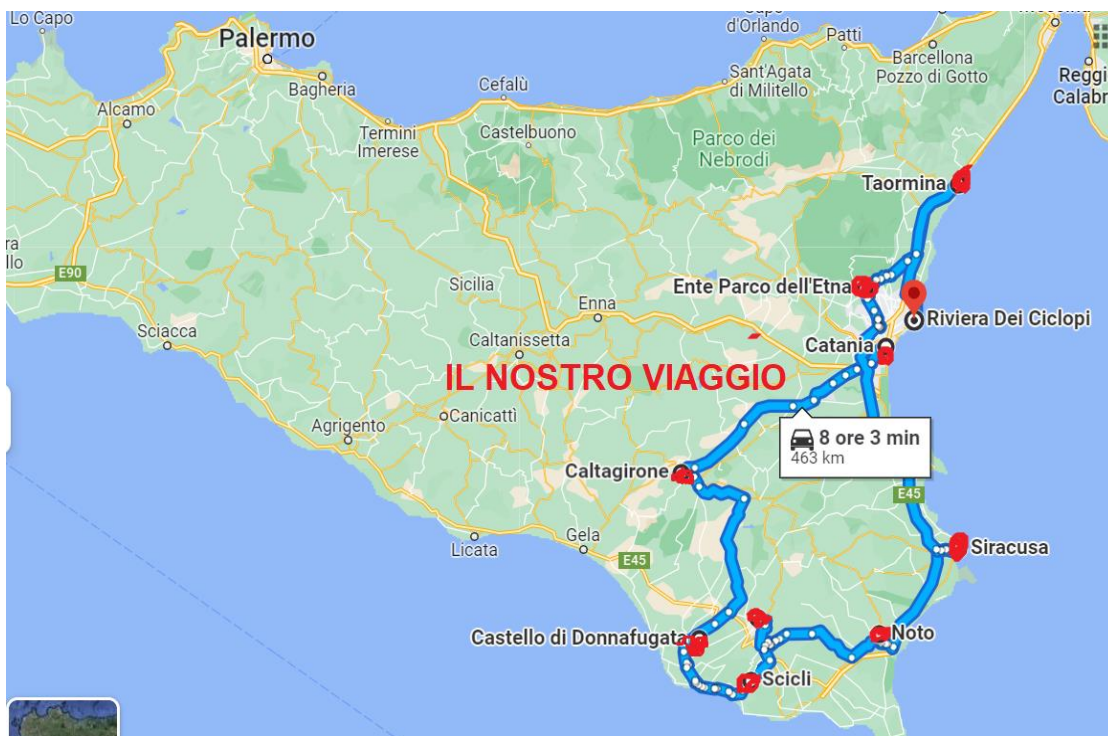 Lo Capo
Palermo
Bagheria
Alcamo
Termini
Imerese
Cefalù
Castelbuono
d'Orlando
Patti
Sant'Agata
di Militello
Barcellona
Pozzo di Gotto
Reggi
Calabr
Parco dei
Nebrodi
Taormina
E90
Sicilia
Enna
Ente Parco dell'Etna
Riviera Dei Ciclopi
Sciacca
Caltanissetta
Catania
IL NOSTRO VIAGGIO
Canicattì
Agrigento
8 ore 3 min
463 km
Caltagirone
E45
Licata
Gela
E45
Siracusa
Castello di Donnafugata
Noto
Scicli